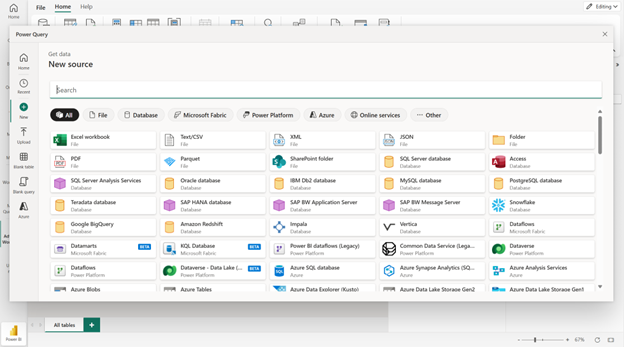 File Home Help
Editing
Home
Power Query
Get data
New source
Home
Recent
New
Upload
Blank table
Blank query
Azure
Search
All File Database Microsoft Fabric Power Platform Azure Online services Other
Excel workbook
File
Text/CSV
File
XML
File
JSON
File
Folder
File
PDF
File
Parquet
File
SharePoint folder
File
SQL Server database
Database
Access
Database
SQL Server Analysis Services
Database
Oracle database
Database
IBM Db2 database
Database
MySQL database
Database
PostgreSQL database
Database
Teradata database
Database
SAP HANA database
Database
SAP BW Application Server
Database
SAP BW Message Server
Database
Snowflake
Database
Google BigQuery
Database
Amazon Redshift
Database
Impala
Database
Vertica
Database
Dataflows
Microsoft Fabric
Datamarts
Microsoft Fabric
BETA
KQL Database
Microsoft Fabric
BETA
Power BI dataflows (Legacy)
Power Platform
Common Data Service (Lega...
Power Platform
Dataverse
Power Platform
Dataflows
Power Platform
Dataverse - Data Lake (...
Power Platform
BETA
Azure SQL database
Azure
Azure Synapse Analytics (SQ...
Azure
Azure Analysis Services
Azure
Azure Blobs
Azure Tables
Azure Data Explorer (Kusto)
Azure Data Lake Storage Gen2
Azure Data Lake Storage Gen1
All tables
67%
Power BI